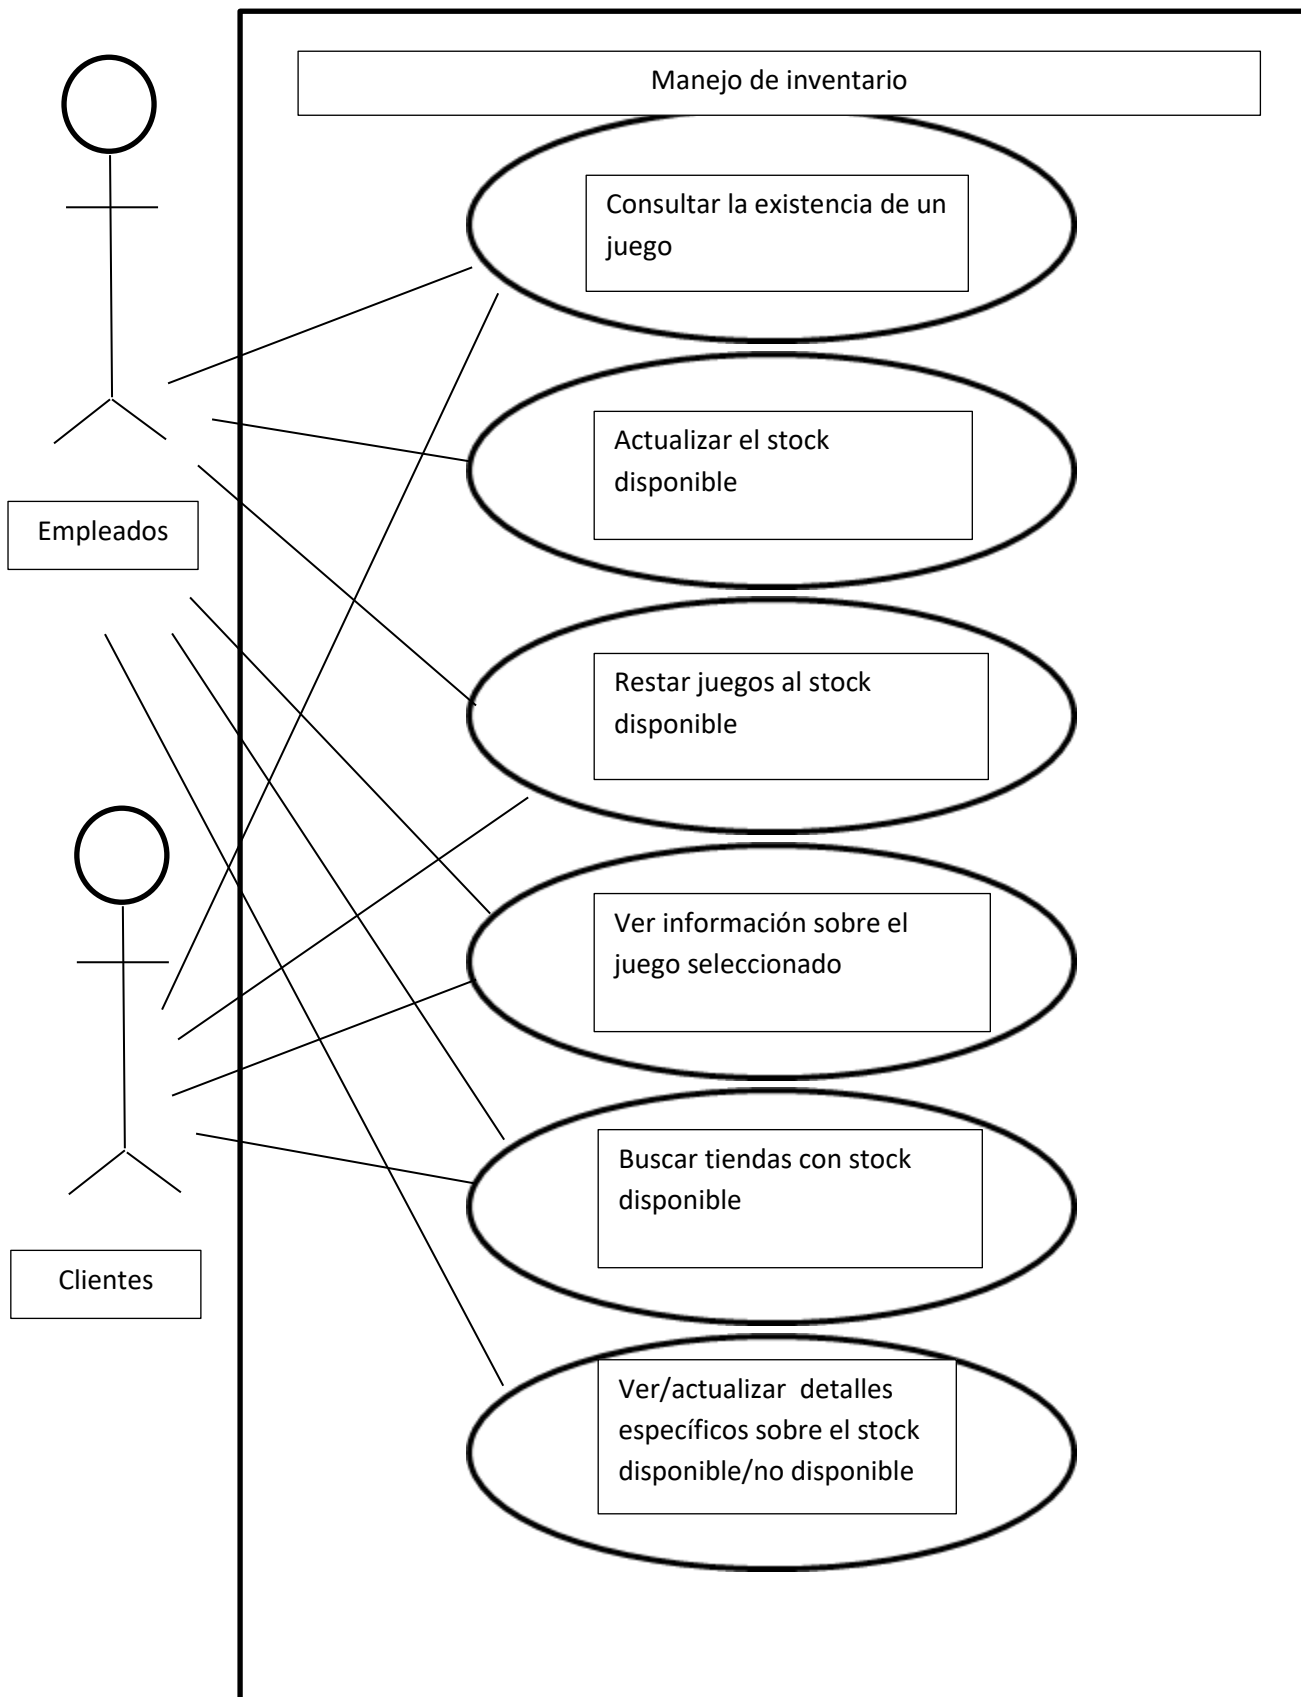 Manejo de inventario
Consultar la existencia de un
juego
Actualizar el stock
disponible
Empleados
Restar juegos al stock
disponible
Ver información sobre el
juego seleccionado
Buscar tiendas con stock
disponible
Clientes
Ver/actualizar  detalles
específicos sobre el stock
disponible/no disponible